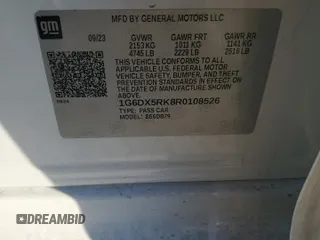 gm
MFD BY GENERAL MOTORS LLC
09/23 GVWR GAWR FRT GAWR RR
2153 KG 1011 KG 1141 KG
4745 LB 2229 LB 2516 LB
THIS VEHICLE CONFORMS TO ALL APPLICABLE
U.S. FEDERAL MOTOR VEHICLE SAFETY, BUMPER,
AND THEFT PREVENTION STANDARDS IN EFFECT ON
THE DATE OF MANUFACTURE SHOWN ABOVE.
1G6DX5RK8R0108526
TYPE: PASS CAR
MODEL:
DREAMBID